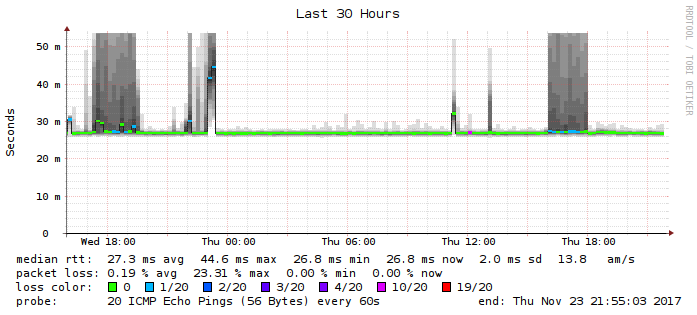 Last 30 Hours
RRDTOOL / TOBI OETIKER
Seconds
50 m
40 m
30 m
20 m
10 m
0
Wed 18:00 Thu 00:00 Thu 06:00 Thu 12:00 Thu 18:00
median rtt: 27.3 ms avg 44.6 ms max 26.8 ms min 26.8 ms now 2.0 ms sd 13.8 am/s
packet loss: 0.19 % avg 23.31 % max 0.00 % min 0.00 % now
loss color: 0 1/20 2/20 3/20 4/20 10/20 19/20
probe: 20 ICMP Echo Pings (56 Bytes) every 60s end: Thu Nov 23 21:55:03 2017